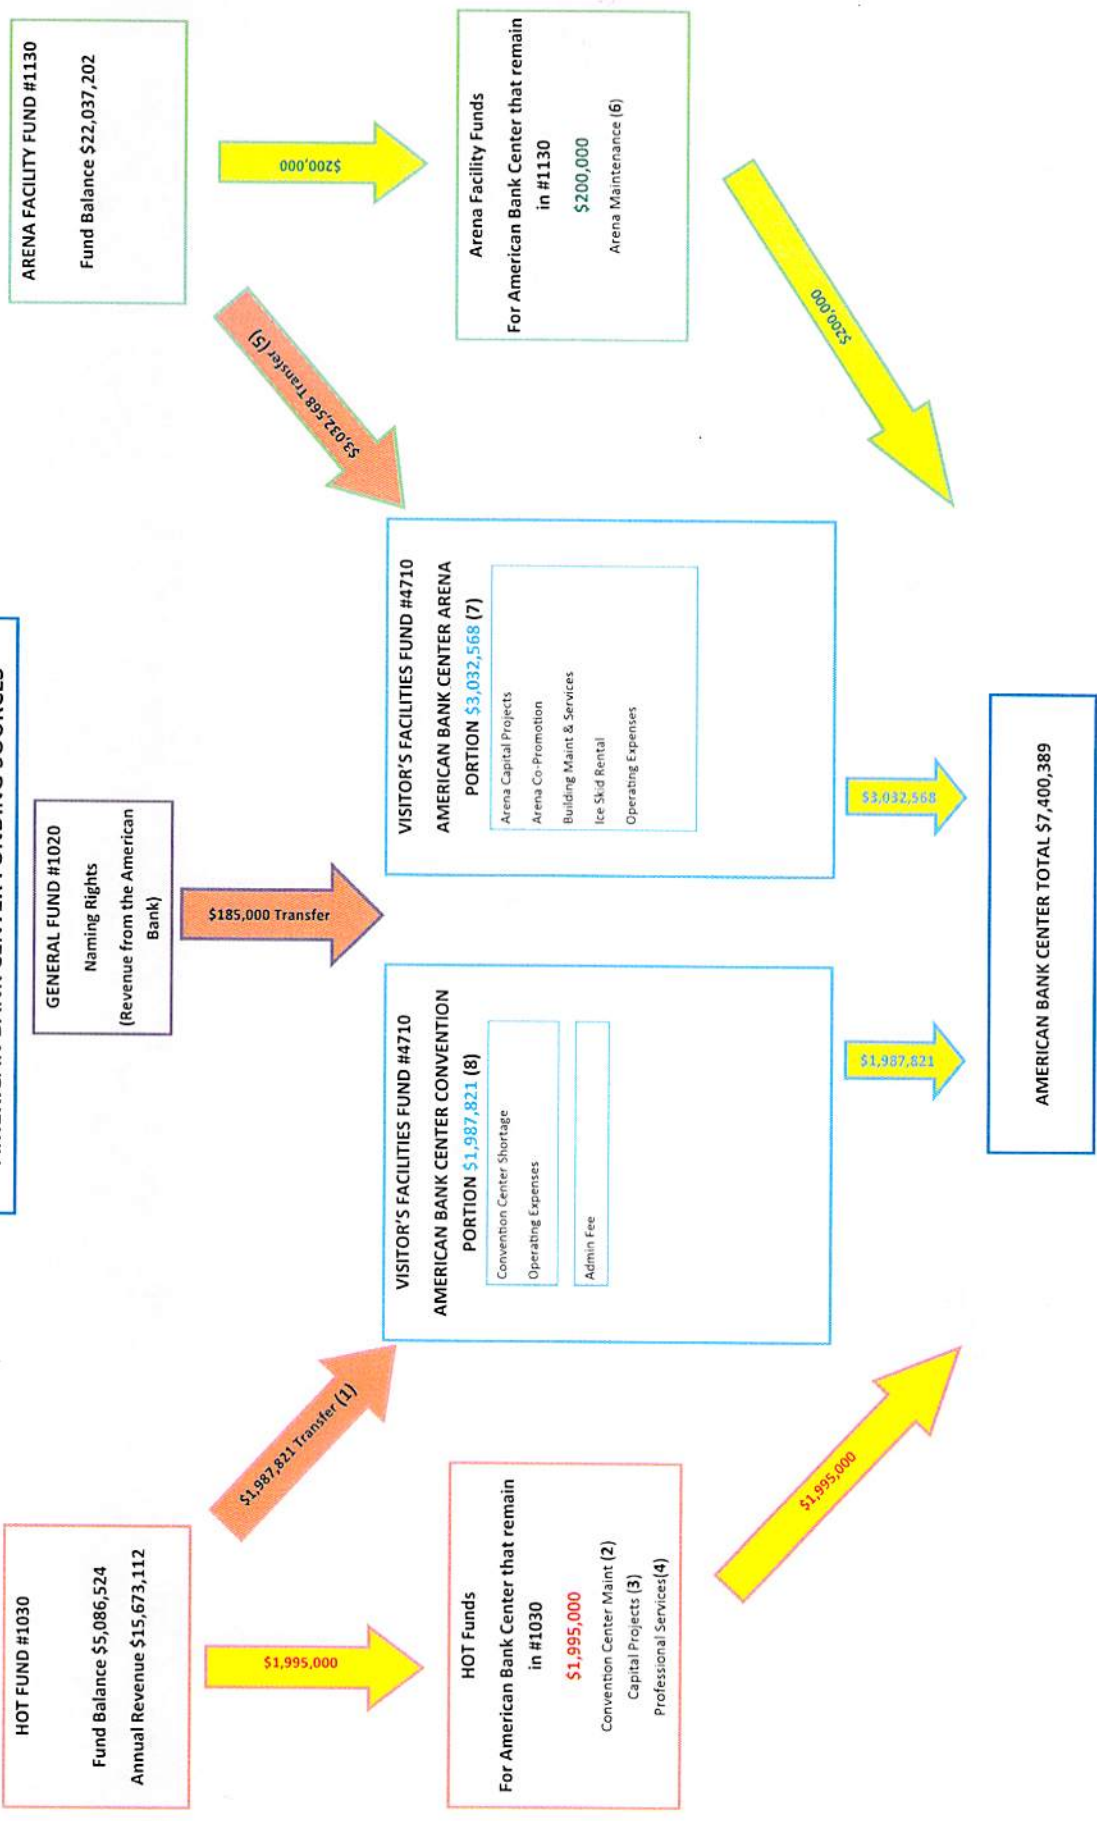 AMERICAN BANK CENTER FUNDING SOURCES
HOT FUND #1030
Fund Balance $5,086,524
Annual Revenue $15,673,112
GENERAL FUND #1020
Naming Rights
(Revenue from the American
Bank)
ARENA FACILITY FUND #1130
Fund Balance $22,037,202
$1,995,000
$1,987,821 Transfer (1)
$185,000 Transfer
$3,032,568 Transfer (5)
$200,000
HOT Funds
For American Bank Center that remain
in #1030
$1,995,000
Convention Center Maint (2)
Capital Projects (3)
Professional Services(4)
VISITOR'S FACILITIES FUND #4710
AMERICAN BANK CENTER CONVENTION
PORTION $1,987,821 (8)
Convention Center Shortage
Operating Expenses
Admin Fee
VISITOR'S FACILITIES FUND #4710
AMERICAN BANK CENTER ARENA
PORTION $3,032,568 (7)
Arena Capital Projects
Arena Co-Promotion
Building Maint & Services
Ice Skid Rental
Operating Expenses
Arena Facility Funds
For American Bank Center that remain
in #1130
$200,000
Arena Maintenance (6)
$1,995,000
$1,987,821
$3,032,568
$200,000
AMERICAN BANK CENTER TOTAL $7,400,389